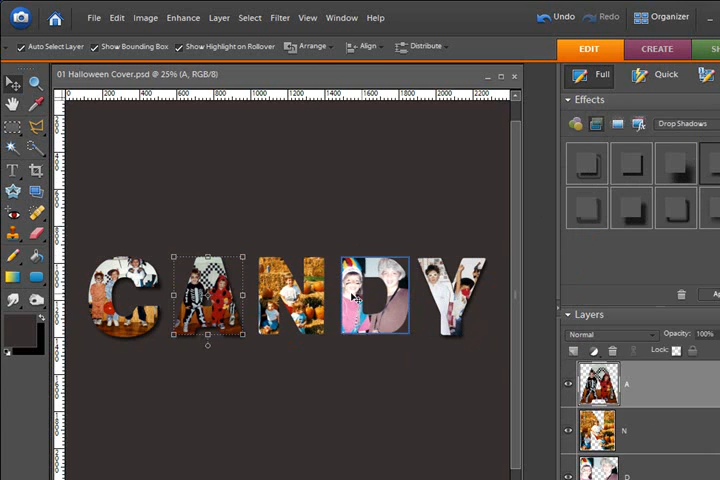 File Edit Image Enhance Layer Select Filter View Window Help Undo Redo Organizer
Auto Select Layer Show Bounding Box Show Highlight on Rollover Arrange Align Distribute EDIT CREATE
01 Halloween Cover.psd @ 25% (A, RGB/8)
Full Quick
0 200 400 600 800 1000 1200 1400 1600 1800 2000 2200
Effects
Drop Shadows
CANDY
Layers
Normal Opacity: 100%
Lock:
A
N
D